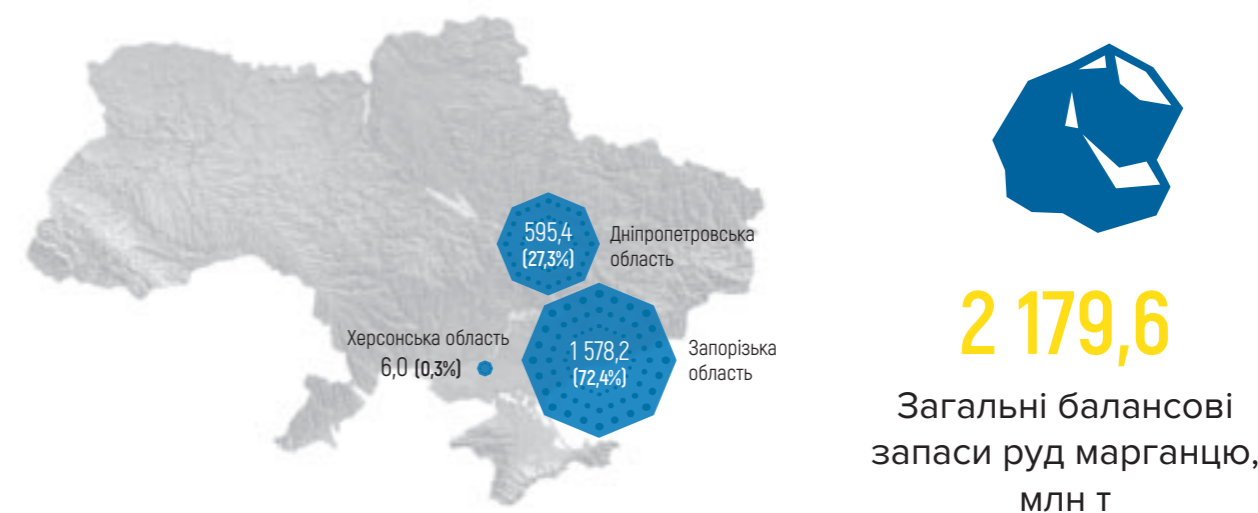 595,4
(27,3%)
Дніпропетровська
область
Херсонська область
6,0 (0,3%)
1 578,2
(72,4%)
Запорізька
область
2 179,6
Загальні балансові
запаси руд марганцю,
млн т